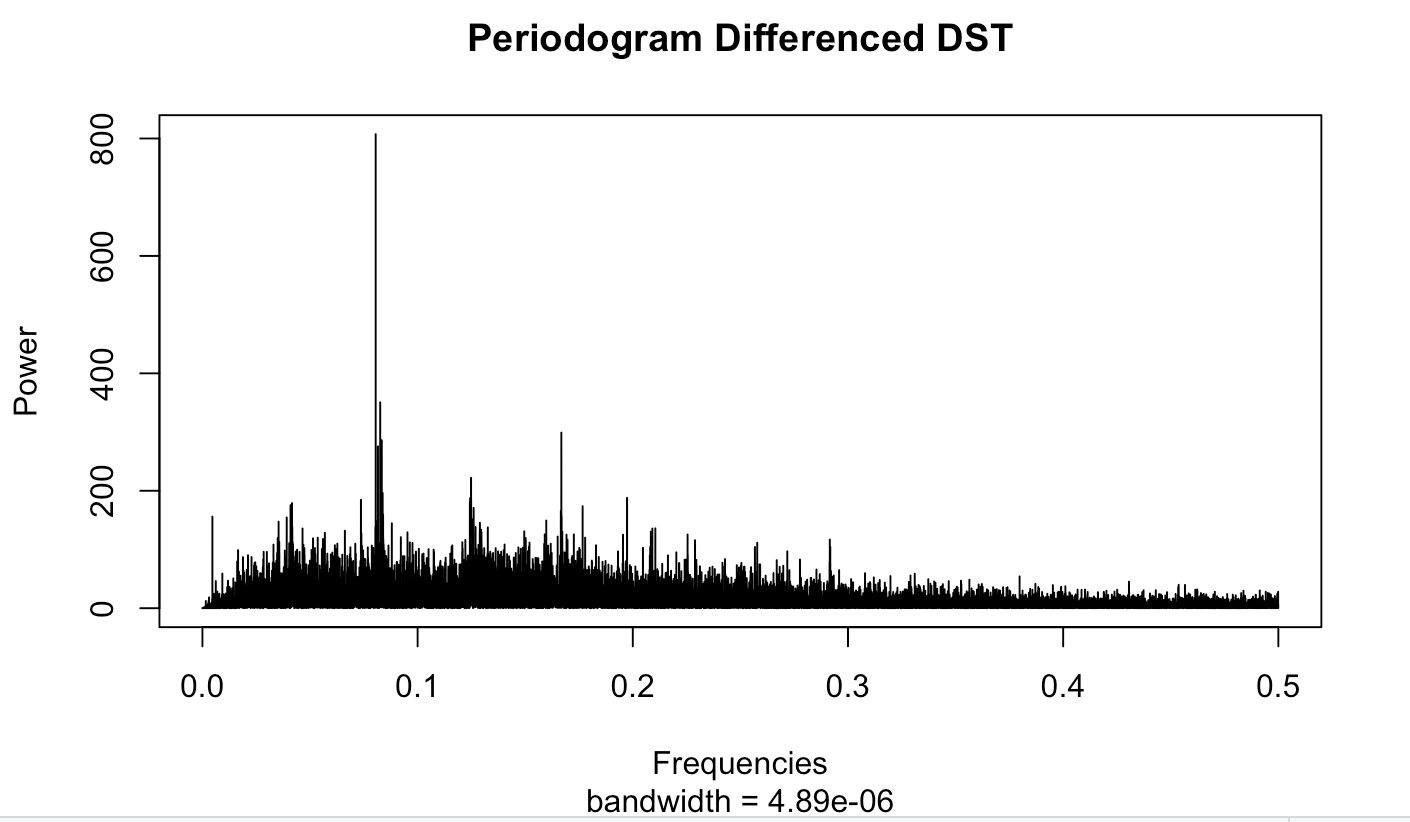 Periodogram Differenced DST
Power
800
600
400
200
0
0.0 0.1 0.2 0.3 0.4 0.5
Frequencies
bandwidth = 4.89e-06